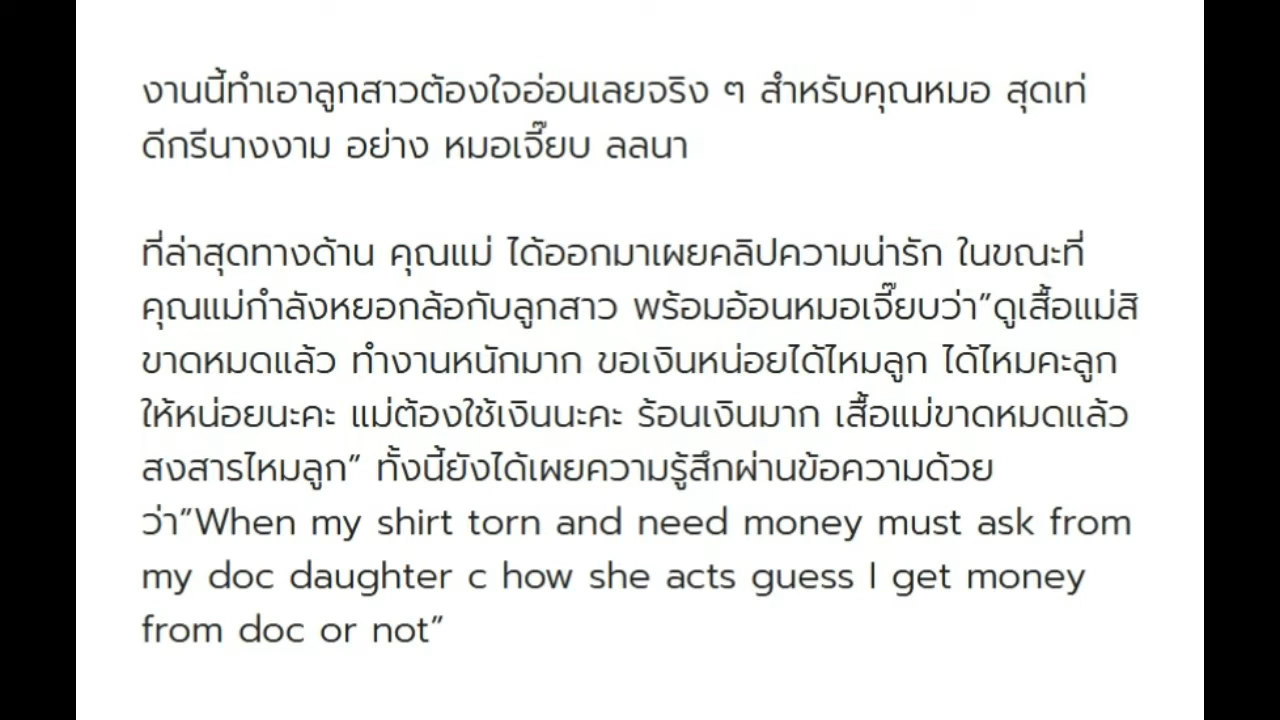 งานนี้ทำเอาลูกสาวต้องใจอ่อนเลยจริง ๆ สำหรับคุณหมอ สุดเท่
ดีกรีนางงาม อย่าง หมอเจี๊ยบ ลลนา
ที่ล่าสุดทางด้าน คุณแม่ ได้ออกมาเผยคลิปความน่ารัก ในขณะที่
คุณแม่กำลังหยอกล้อกับลูกสาว พร้อมอ้อนหมอเจี๊ยบว่า”ดูเสื้อแม่สิ
ขาดหมดแล้ว ทำงานหนักมาก ขอเงินหน่อยได้ไหมลูก ได้ไหมคะลูก
ให้หน่อยนะคะ แม่ต้องใช้เงินนะคะ ร้อนเงินมาก เสื้อแม่ขาดหมดแล้ว
สงสารไหมลูก” ทั้งนี้ยังได้เผยความรู้สึกผ่านข้อความด้วย
ว่า”When my shirt torn and need money must ask from
my doc daughter c how she acts guess I get money
from doc or not”